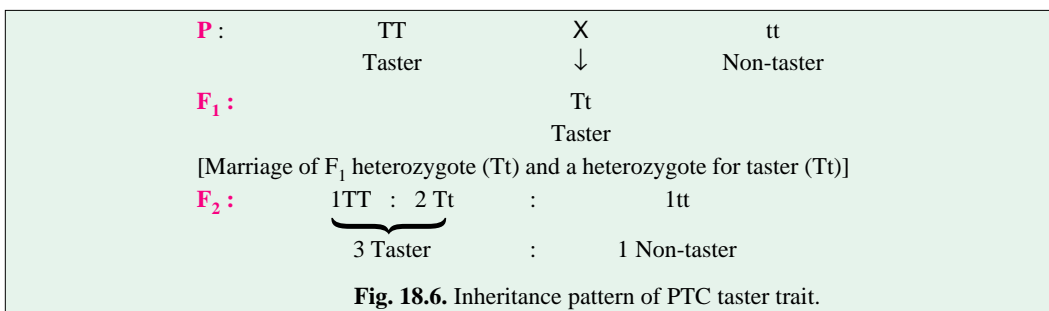 P : TT X tt
Taster ↓ Non-taster
F1 : Tt
Taster
[Marriage of F1 heterozygote (Tt) and a heterozygote for taster (Tt)]
F2 : 1TT : 2 Tt : 1tt
3 Taster : 1 Non-taster
Fig. 18.6. Inheritance pattern of PTC taster trait.